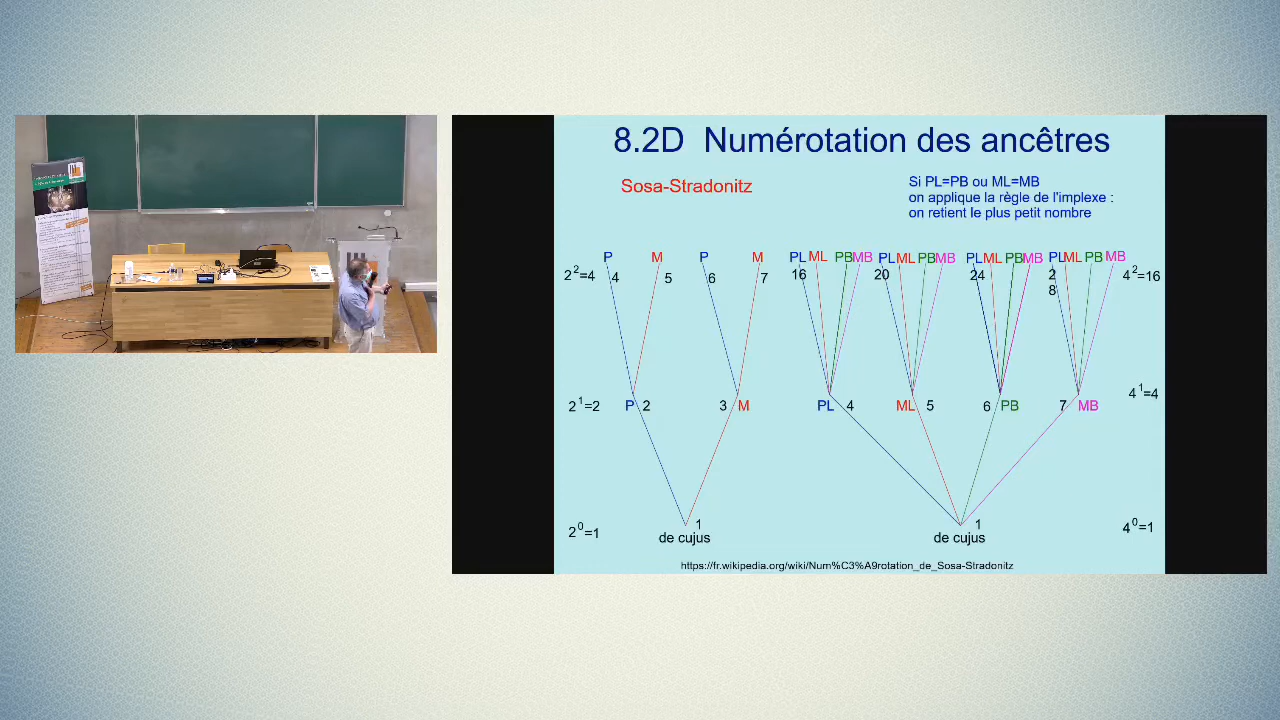 8.2D Numérotation des ancêtres
Sosa-Stradonitz
Si PL=PB ou ML=MB
on applique la règle de l'implexe :
on retient le plus petit nombre
P M P M PL ML PB MB PL ML PB MB PL ML PB MB PL ML PB MB
2²=4 4 5 6 7 16 20 24 28 4²=16
2¹=2 P 2 3 M PL 4 ML 5 6 PB 7 MB 4¹=4
2⁰=1 1 1 4⁰=1
de cujus de cujus
https://fr.wikipedia.org/wiki/Num%C3%A9rotation_de_Sosa-Stradonitz